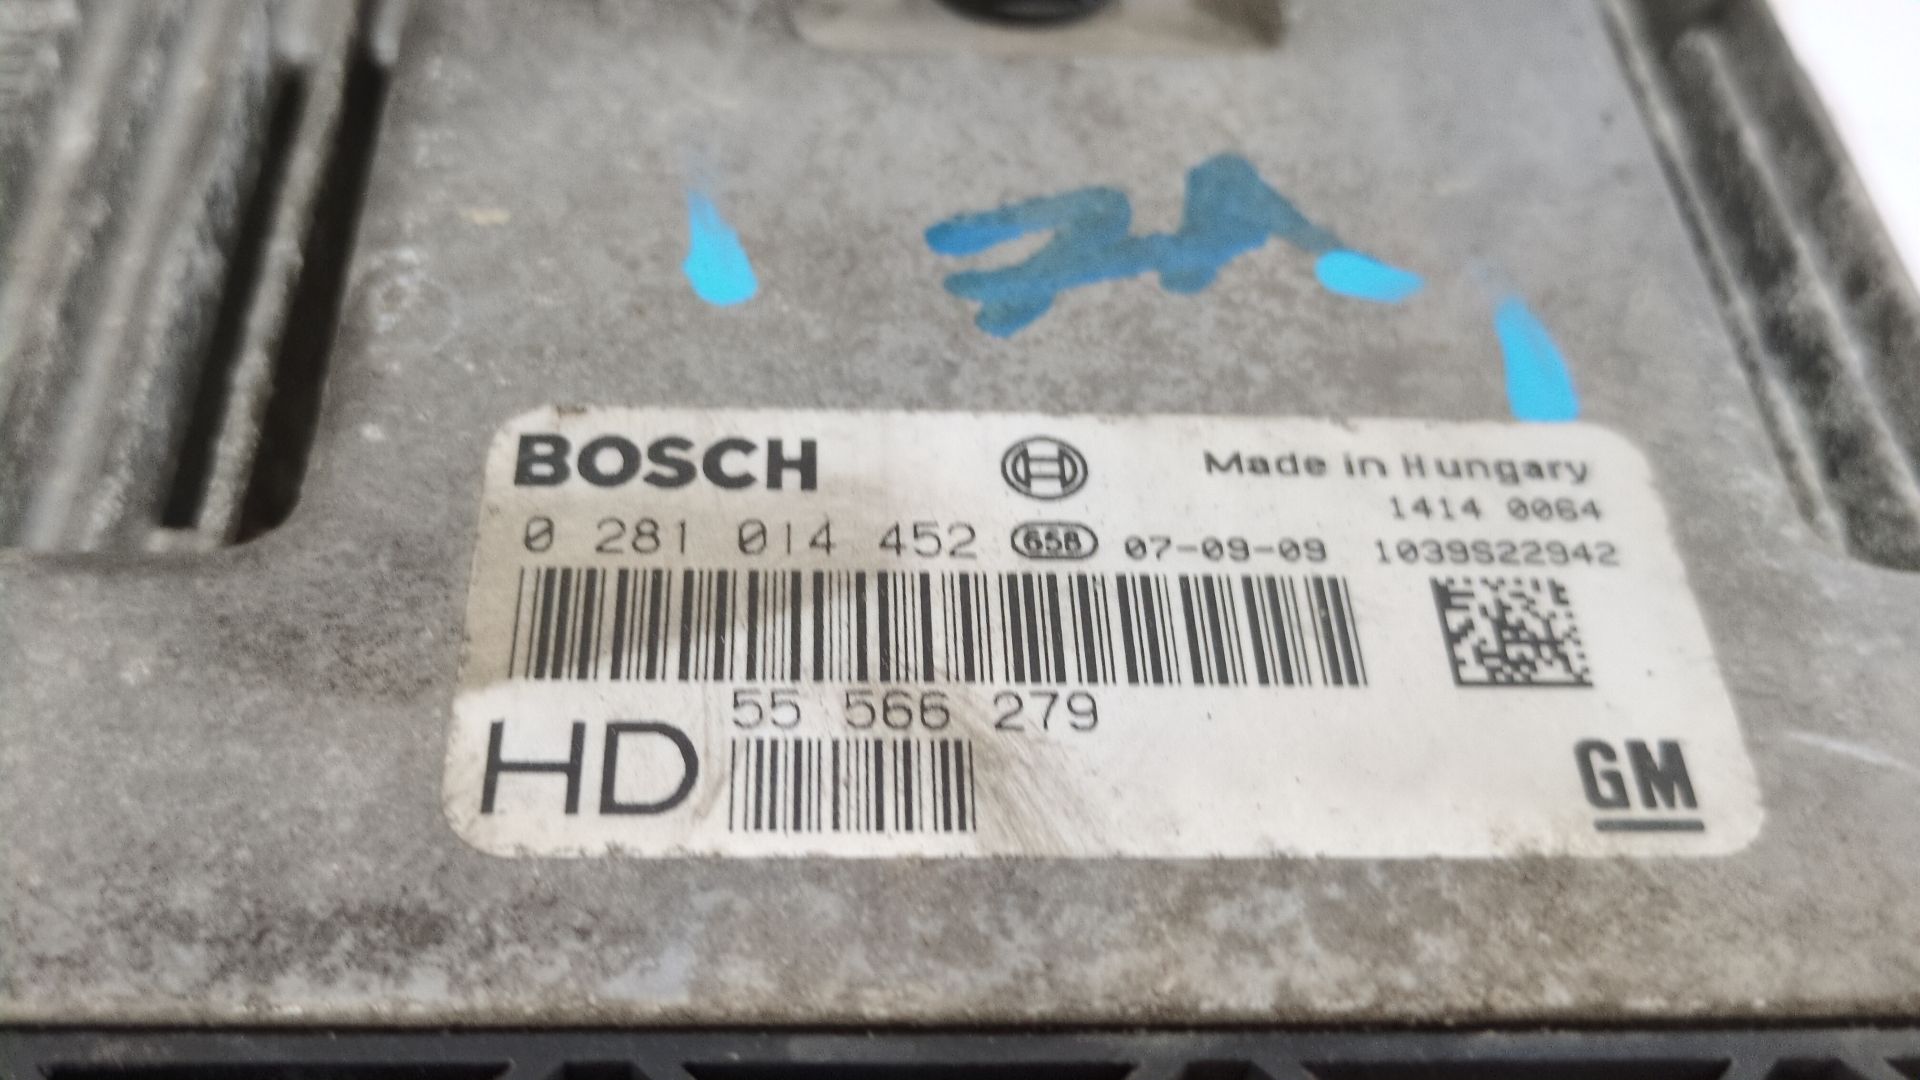 BOSCH Made in Hungary
1414 0064
0 281 014 452 658 07-09-09 1039S22942
55 566 279
HD GM